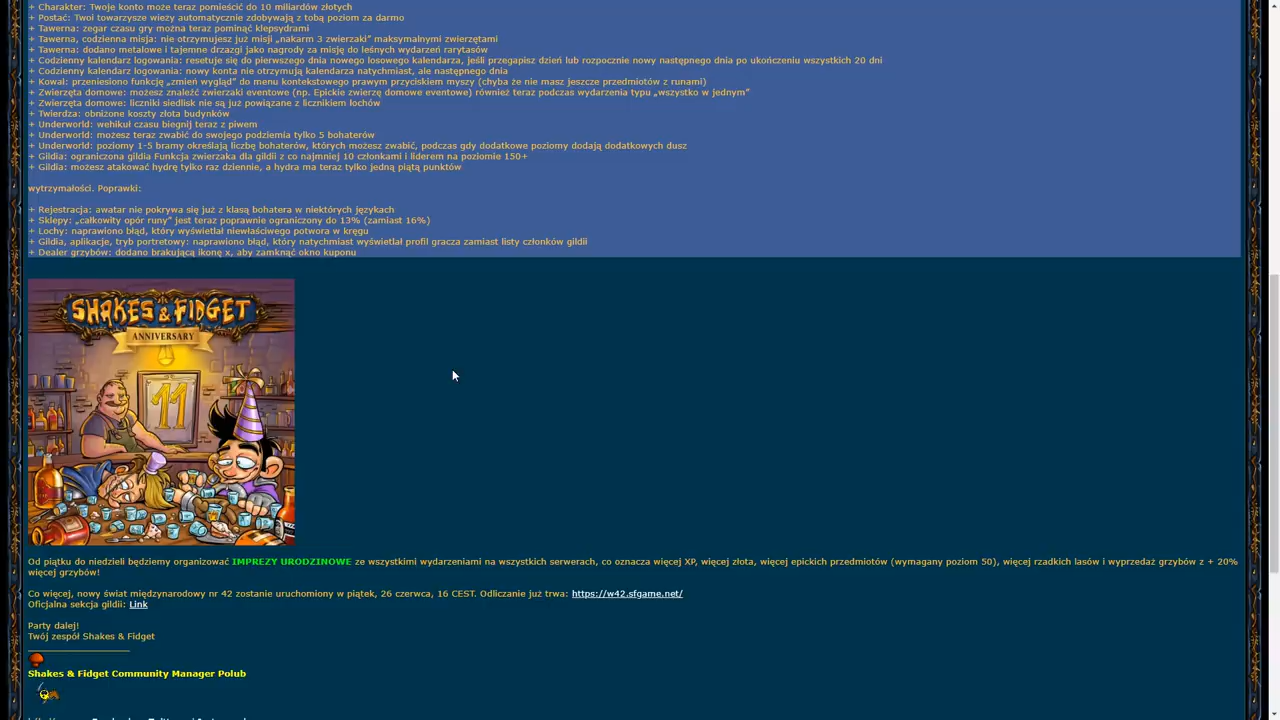 + Charakter: Twoje konto może teraz pomieścić do 10 miliardów złotych
+ Postać: Twoi towarzysze wieży automatycznie zdobywają z tobą poziom za darmo
+ Tawerna: zegar czasu gry można teraz pominąć klepsydrami
+ Tawerna, codzienna misja: nie otrzymujesz już misji „nakarm 3 zwierzaki” maksymalnymi zwierzętami
+ Tawerna: dodano metalowe i tajemne drzazgi jako nagrody za misję do leśnych wydarzeń rarytasów
+ Codzienny kalendarz logowania: resetuje się do pierwszego dnia nowego losowego kalendarza, jeśli przegapisz dzień lub rozpocznie nowy następnego dnia po ukończeniu wszystkich 20 dni
+ Codzienny kalendarz logowania: nowy konta nie otrzymują kalendarza natychmiast, ale następnego dnia
+ Kowal: przeniesiono funkcję „zmień wygląd” do menu kontekstowego prawym przyciskiem myszy (chyba że nie masz jeszcze przedmiotów z runami)
+ Zwierzęta domowe: możesz znaleźć zwierzaki eventowe (np. Epickie zwierzę domowe eventowe) również teraz podczas wydarzenia typu „wszystko w jednym”
+ Zwierzęta domowe: liczniki siedlisk nie są już powiązane z licznikiem lochów
+ Twierdza: obniżone koszty złota budynków
+ Underworld: wehikuł czasu biegnij teraz z piwem
+ Underworld: możesz teraz zwabić do swojego podziemia tylko 5 bohaterów
+ Underworld: poziomy 1-5 bramy określają liczbę bohaterów, których możesz zwabić, podczas gdy dodatkowe poziomy dodają dodatkowych dusz
+ Gildia: ograniczona gildia Funkcja zwierzaka dla gildii z co najmniej 10 członkami i liderem na poziomie 150+
+ Gildia: możesz atakować hydrę tylko raz dziennie, a hydra ma teraz tylko jedną piątą punktów
wytrzymałości. Poprawki:
+ Rejestracja: awatar nie pokrywa się już z klasą bohatera w niektórych językach
+ Sklepy: „całkowity opór runy” jest teraz poprawnie ograniczony do 13% (zamiast 16%)
+ Lochy: naprawiono błąd, który wyświetlał niewłaściwego potwora w kręgu
+ Gildia, aplikacje, tryb portretowy: naprawiono błąd, który natychmiast wyświetlał profil gracza zamiast listy członków gildii
+ Dealer grzybów: dodano brakującą ikonę x, aby zamknąć okno kuponu
SHAKES & FIDGET
ANNIVERSARY
11
Od piątku do niedzieli będziemy organizować IMPREZY URODZINOWE ze wszystkimi wydarzeniami na wszystkich serwerach, co oznacza więcej XP, więcej złota, więcej epickich przedmiotów (wymagany poziom 50), więcej rzadkich lasów i wyprzedaż grzybów z + 20%
więcej grzybów!
Co więcej, nowy świat międzynarodowy nr 42 zostanie uruchomiony w piątek, 26 czerwca, 16 CEST. Odliczanie już trwa: https://w42.sfgame.net/
Oficjalna sekcja gildii: Link
Party dalej!
Twój zespół Shakes & Fidget
Shakes & Fidget Community Manager Polub